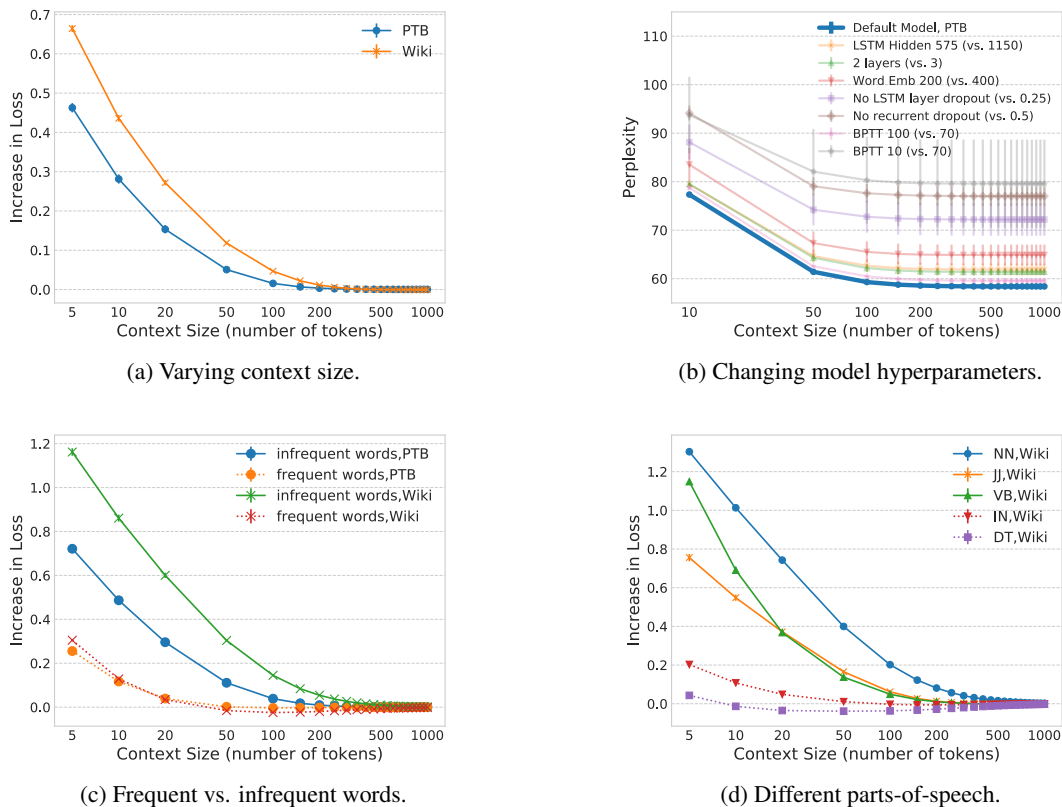 0.7
0.6
0.5
0.4
0.3
0.2
0.1
0.0
Increase in Loss
PTB
Wiki
5 10 20 50 100 200 500 1000
Context Size (number of tokens)
(a) Varying context size.
110
100
90
80
70
60
Perplexity
Default Model, PTB
LSTM Hidden 575 (vs. 1150)
2 layers (vs. 3)
Word Emb 200 (vs. 400)
No LSTM layer dropout (vs. 0.25)
No recurrent dropout (vs. 0.5)
BPTT 100 (vs. 70)
BPTT 10 (vs. 70)
10 50 100 200 500 1000
Context Size (number of tokens)
(b) Changing model hyperparameters.
1.2
1.0
0.8
0.6
0.4
0.2
0.0
Increase in Loss
infrequent words,PTB
frequent words,PTB
infrequent words,Wiki
frequent words,Wiki
5 10 20 50 100 200 500 1000
Context Size (number of tokens)
(c) Frequent vs. infrequent words.
1.2
1.0
0.8
0.6
0.4
0.2
0.0
Increase in Loss
NN,Wiki
JJ,Wiki
VB,Wiki
IN,Wiki
DT,Wiki
5 10 20 50 100 200 500 1000
Context Size (number of tokens)
(d) Different parts-of-speech.